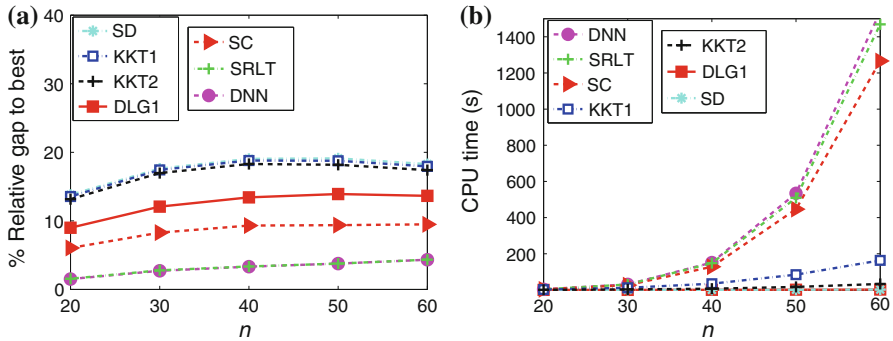 (a)
% Relative gap to best
40
30
20
10
0
20 30 40 50 60
n
SD
KKT1
KKT2
DLG1
SC
SRLT
DNN
(b)
CPU time (s)
1400
1200
1000
800
600
400
200
20 30 40 50 60
n
DNN
SRLT
SC
KKT1
KKT2
DLG1
SD